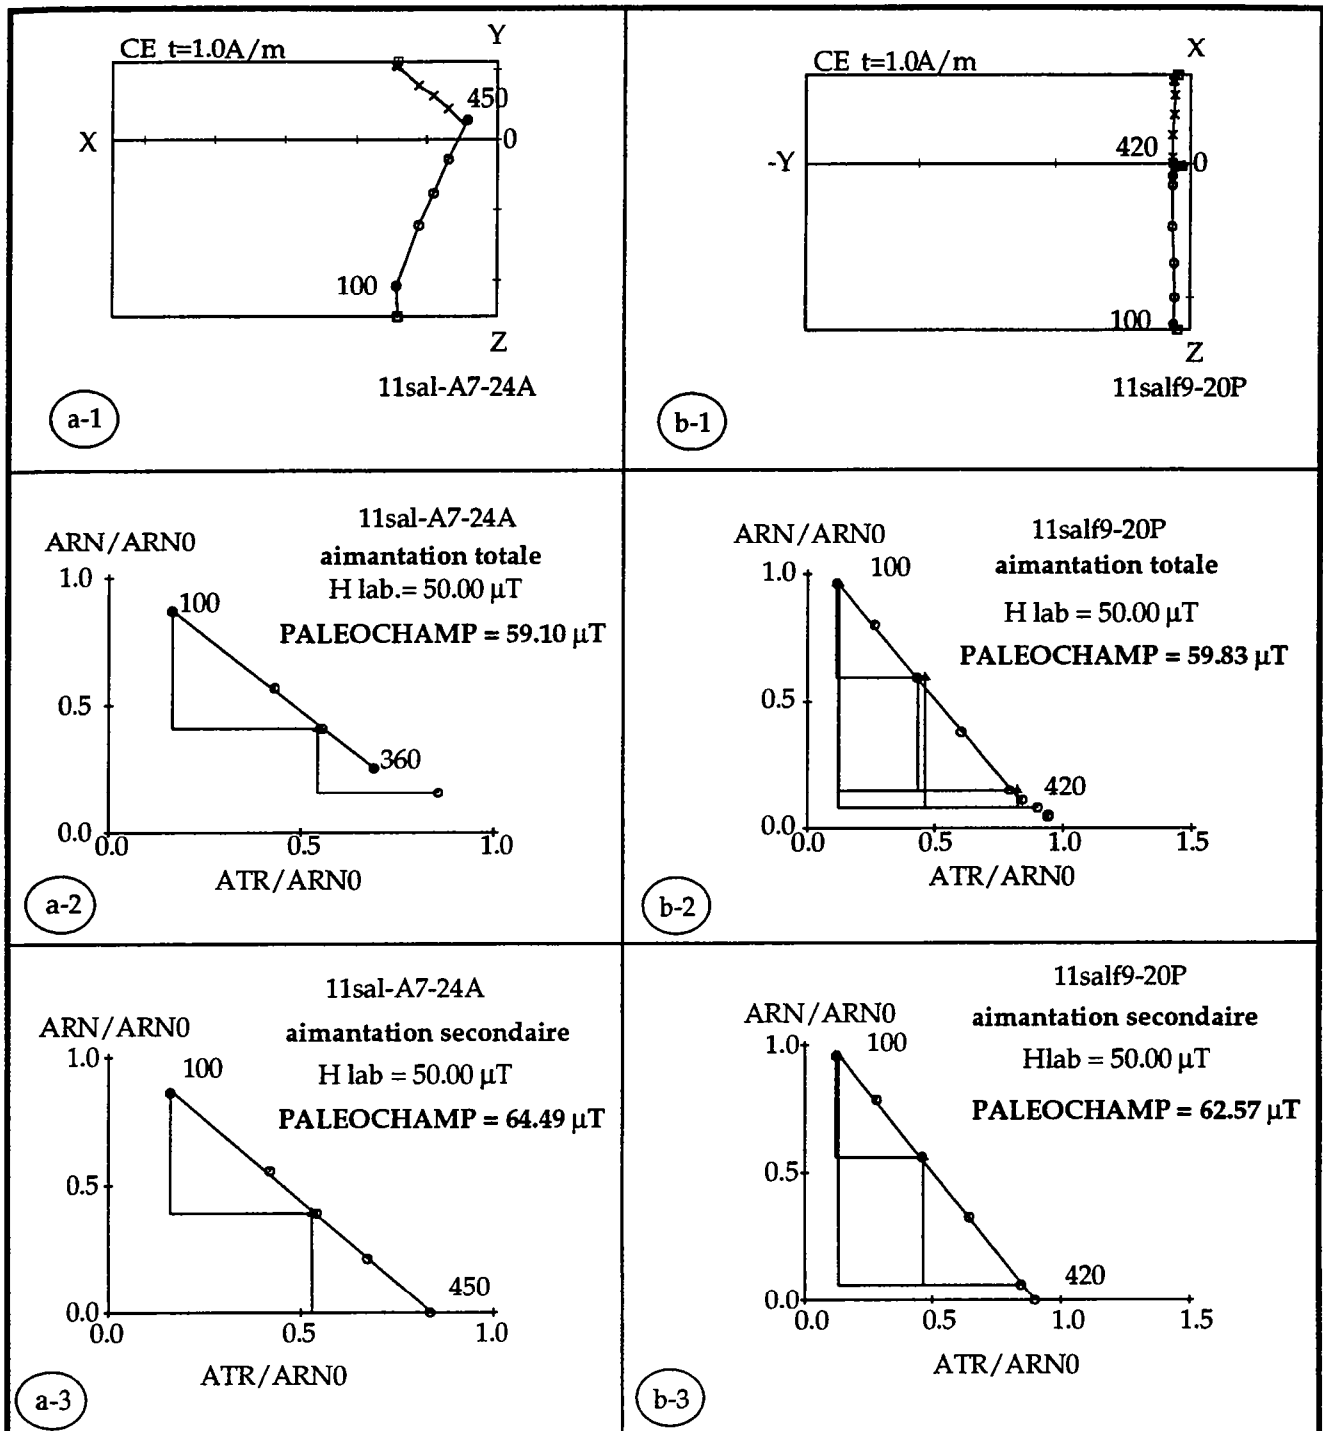 CE t=1.0A/m
Y
450
X
0
100
Z
11sal-A7-24A
a-1
CE t=1.0A/m
X
420
-Y
0
100
Z
11salf9-20P
b-1
11sal-A7-24A
ARN/ARN0
aimantation totale
H lab.= 50.00 µT
1.0
100
PALEOCHAMP = 59.10 µT
0.5
360
0.0
0.0
0.5
1.0
ATR/ARN0
a-2
11salf9-20P
ARN/ARN0
aimantation totale
1.0
100
H lab = 50.00 µT
PALEOCHAMP = 59.83 µT
0.5
420
0.0
0.0
0.5
1.0
1.5
ATR/ARN0
b-2
11sal-A7-24A
ARN/ARN0
aimantation secondaire
1.0
100
H lab = 50.00 µT
PALEOCHAMP = 64.49 µT
0.5
450
0.0
0.0
0.5
1.0
ATR/ARN0
a-3
11salf9-20P
ARN/ARN0
aimantation secondaire
1.0
100
Hlab = 50.00 µT
PALEOCHAMP = 62.57 µT
0.5
420
0.0
0.0
0.5
1.0
1.5
ATR/ARN0
b-3